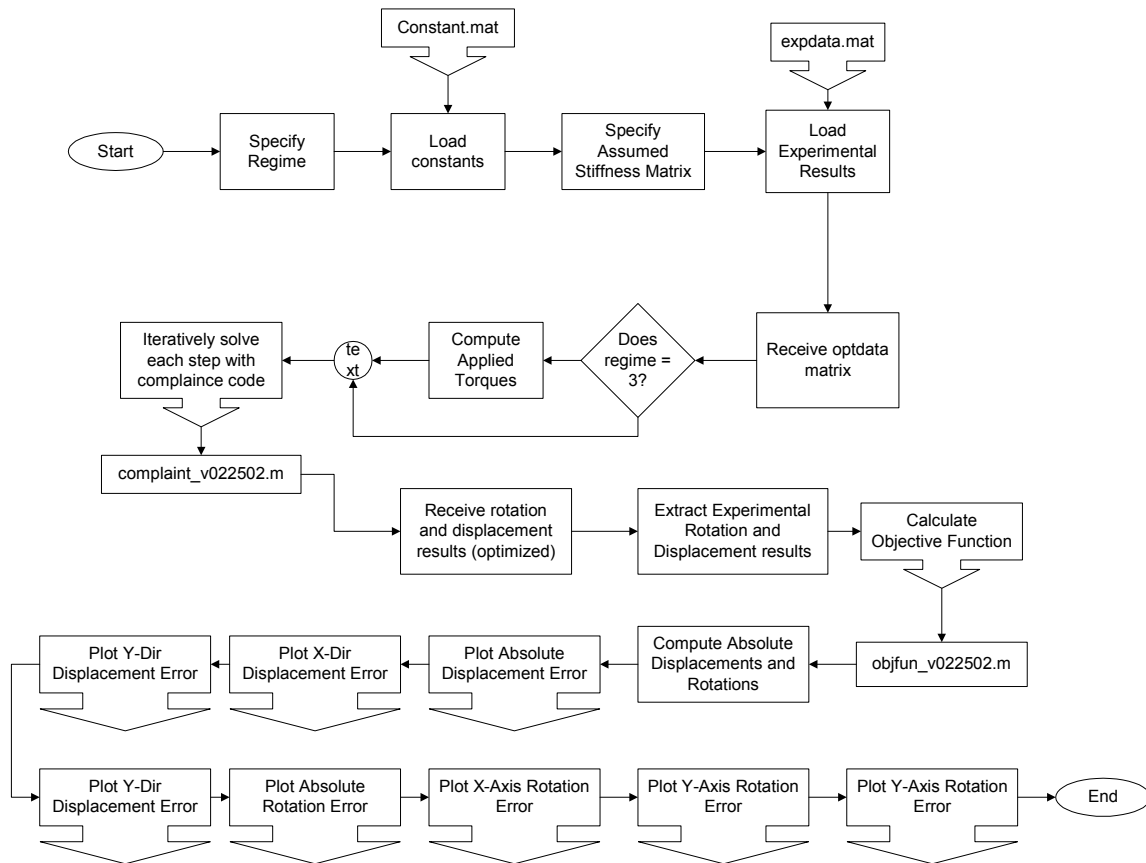 Constant.mat
expdata.mat
Start
Specify
Regime
Load
constants
Specify
Assumed
Stiffness Matrix
Load
Experimental
Results
Iteratively solve
each step with
complaince code
te
xt
Compute
Applied
Torques
Does
regime =
3?
Receive optdata
matrix
complaint_v022502.m
Receive rotation
and displacement
results (optimized)
Extract Experimental
Rotation and
Displacement results
Calculate
Objective Function
Plot Y-Dir
Displacement Error
Plot X-Dir
Displacement Error
Plot Absolute
Displacement Error
Compute Absolute
Displacements and
Rotations
objfun_v022502.m
Plot Y-Dir
Displacement Error
Plot Absolute
Rotation Error
Plot X-Axis Rotation
Error
Plot Y-Axis Rotation
Error
Plot Y-Axis Rotation
Error
End